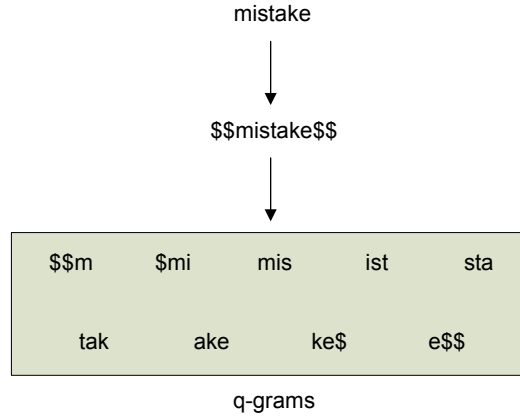 mistake
$$mistake$$
$$m $mi mis ist sta
tak ake ke$ e$$
q-grams